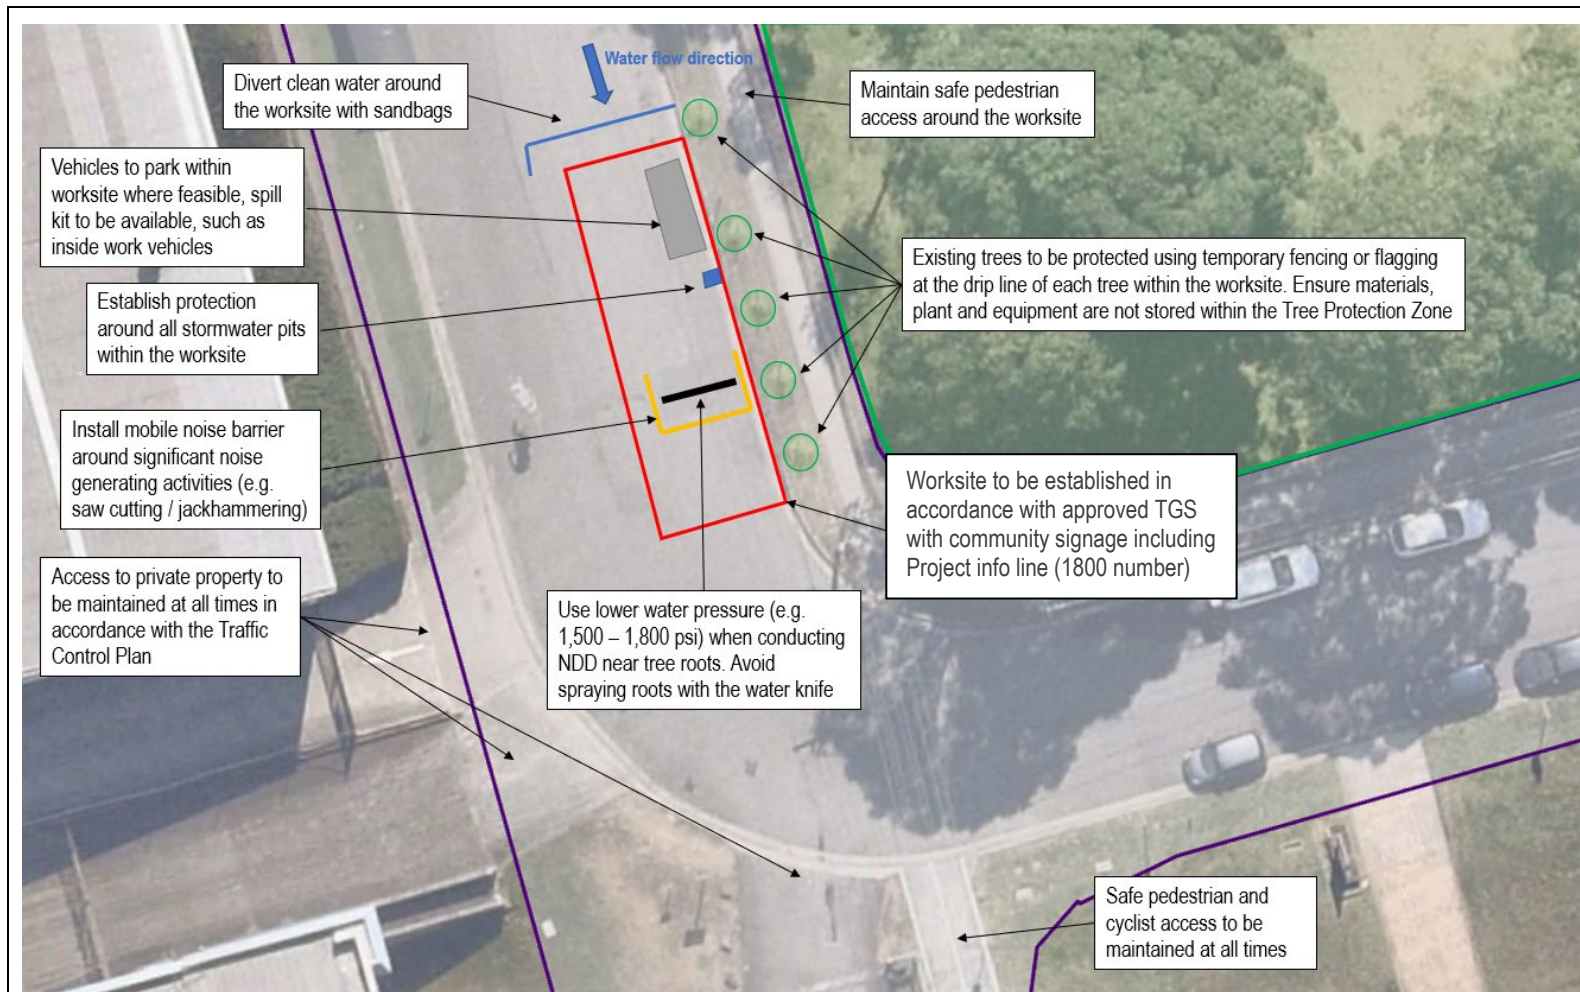 Water flow direction
Divert clean water around
the worksite with sandbags
Maintain safe pedestrian
access around the worksite
Vehicles to park within
worksite where feasible, spill
kit to be available, such as
inside work vehicles
Existing trees to be protected using temporary fencing or flagging
at the drip line of each tree within the worksite. Ensure materials,
plant and equipment are not stored within the Tree Protection Zone
Establish protection
around all stormwater pits
within the worksite
Install mobile noise barrier
around significant noise
generating activities (e.g.
saw cutting / jackhammering)
Worksite to be established in
accordance with approved TGS
with community signage including
Project info line (1800 number)
Access to private property to
be maintained at all times in
accordance with the Traffic
Control Plan
Use lower water pressure (e.g.
1,500 – 1,800 psi) when conducting
NDD near tree roots. Avoid
spraying roots with the water knife
Safe pedestrian and
cyclist access to be
maintained at all times